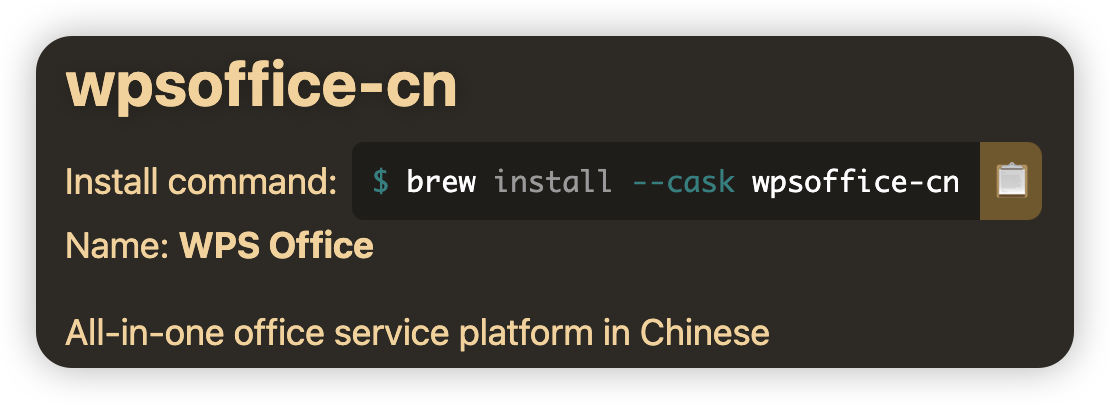 wpsoffice-cn
Install command: $ brew install --cask wpsoffice-cn
Name: WPS Office
All-in-one office service platform in Chinese